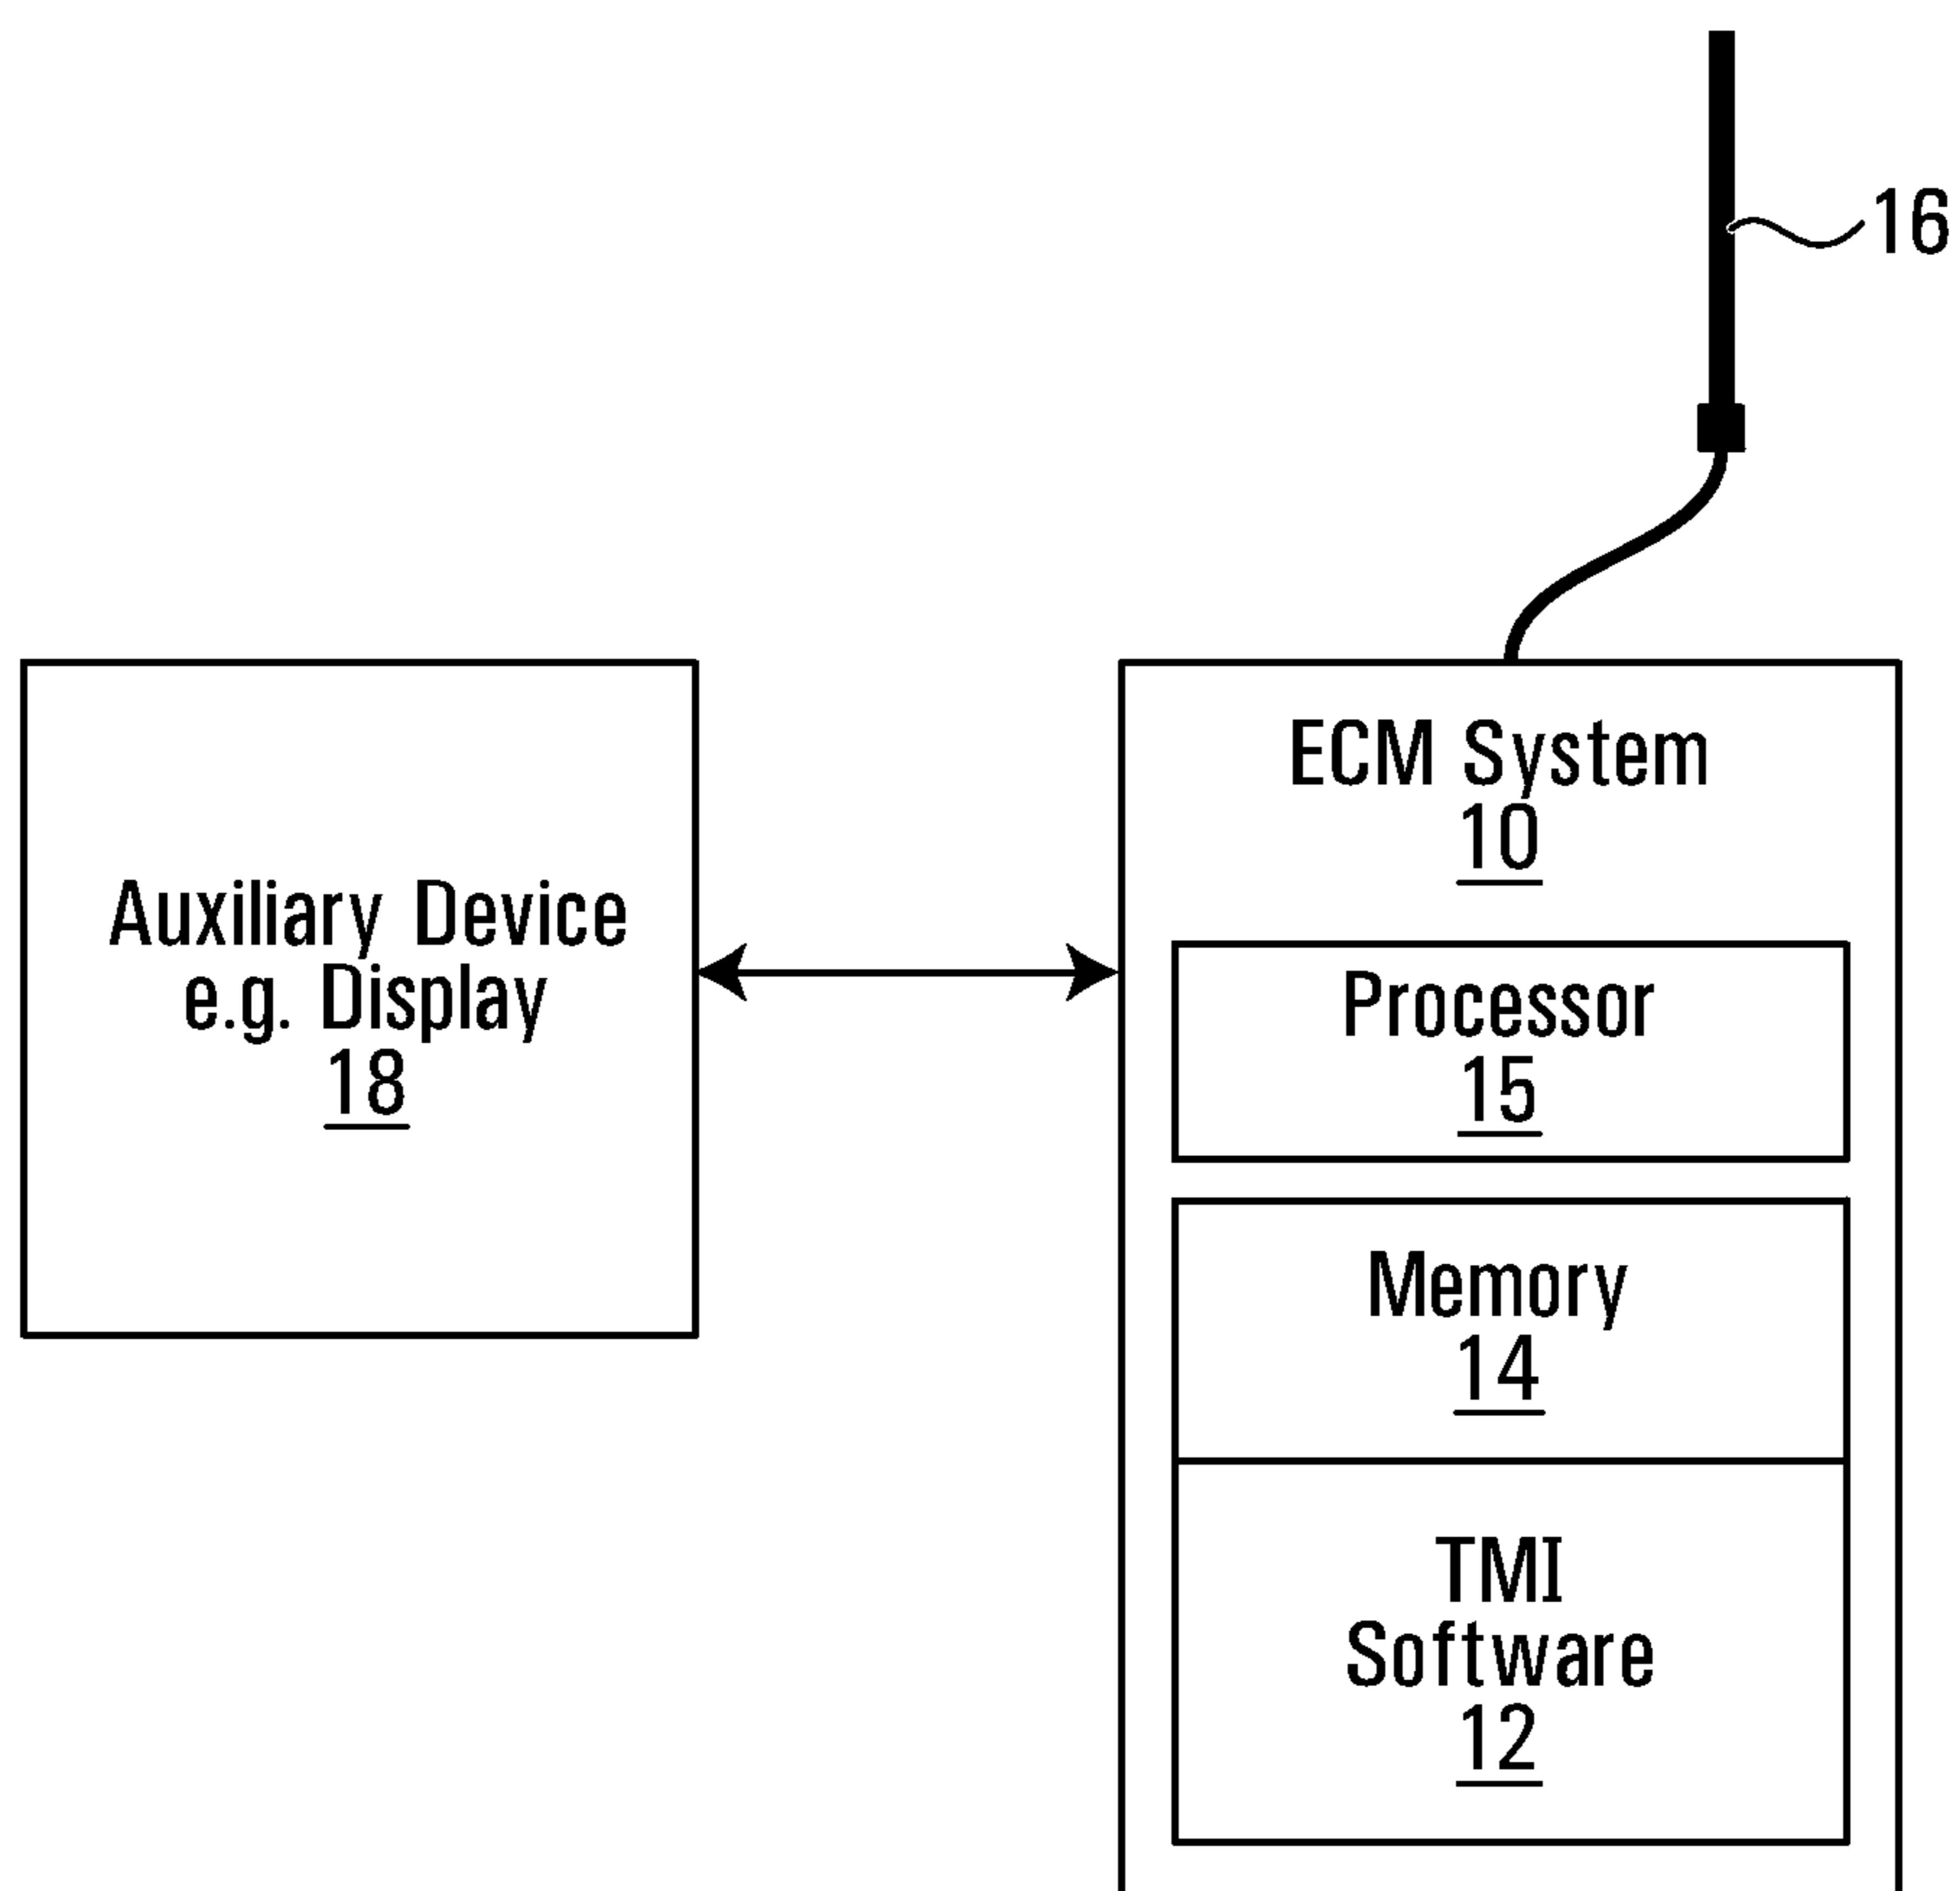 16
ECM System
10
Auxiliary Device
e.g. Display
18
Processor
15
Memory
14
TMI
Software
12